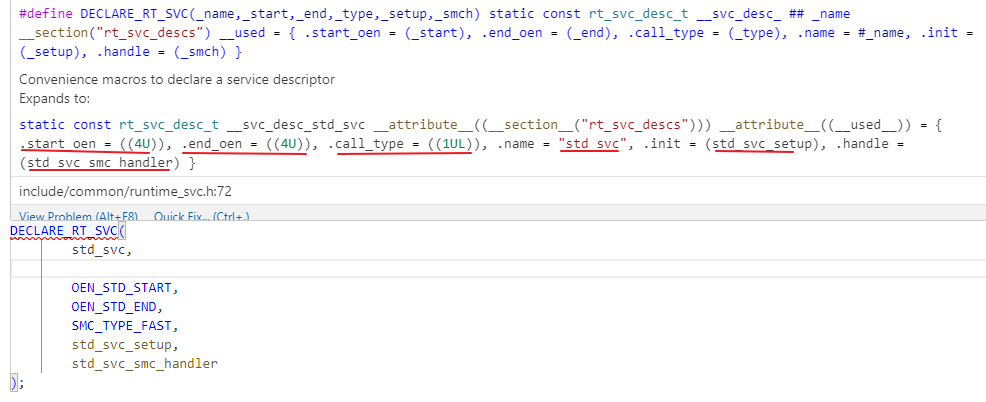 #define DECLARE_RT_SVC(_name,_start,_end,_type,_setup,_smch) static const rt_svc_desc_t __svc_desc_ ## _name
__section("rt_svc_descs") __used = { .start_oen = (_start), .end_oen = (_end), .call_type = (_type), .name = #_name, .init =
(_setup), .handle = (_smch) }
Convenience macros to declare a service descriptor
Expands to:
static const rt_svc_desc_t __svc_desc_std_svc __attribute__((__section__("rt_svc_descs"))) __attribute__((__used__)) = {
.start_oen = ((4U)), .end_oen = ((4U)), .call_type = ((1UL)), .name = "std_svc", .init = (std_svc_setup), .handle =
(std_svc_smc_handler) }
include/common/runtime_svc.h:72
View Problem (Alt+F8) Quick Fix... (Ctrl+.)
DECLARE_RT_SVC(
std_svc,
OEN_STD_START,
OEN_STD_END,
SMC_TYPE_FAST,
std_svc_setup,
std_svc_smc_handler
);